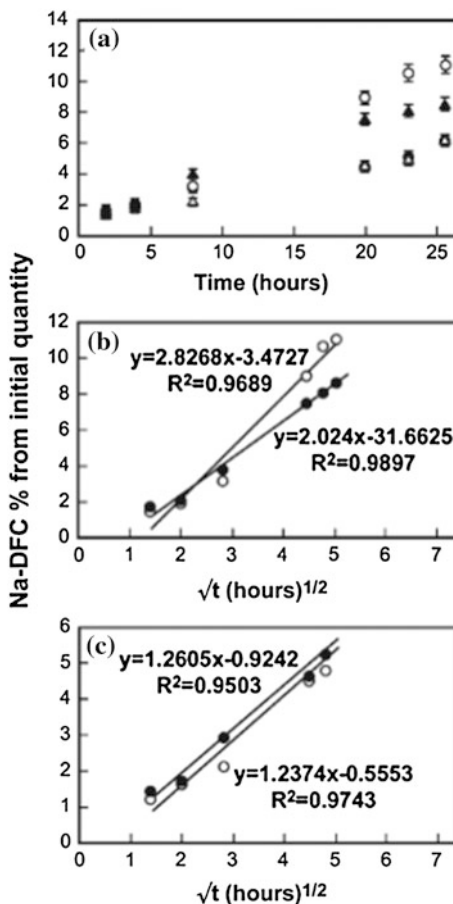 Na-DFC % from initial quantity
(a)
14
12
10
8
6
4
2
0
0 5 10 15 20 25
Time (hours)
(b)
12
10
8
6
4
2
0
y=2.8268x-3.4727
R²=0.9689
y=2.024x-31.6625
R²=0.9897
0 1 2 3 4 5 6 7
√t (hours)1/2
(c)
6
5
4
3
2
1
0
y=1.2605x-0.9242
R²=0.9503
y=1.2374x-0.5553
R²=0.9743
0 1 2 3 4 5 6 7
√t (hours)1/2